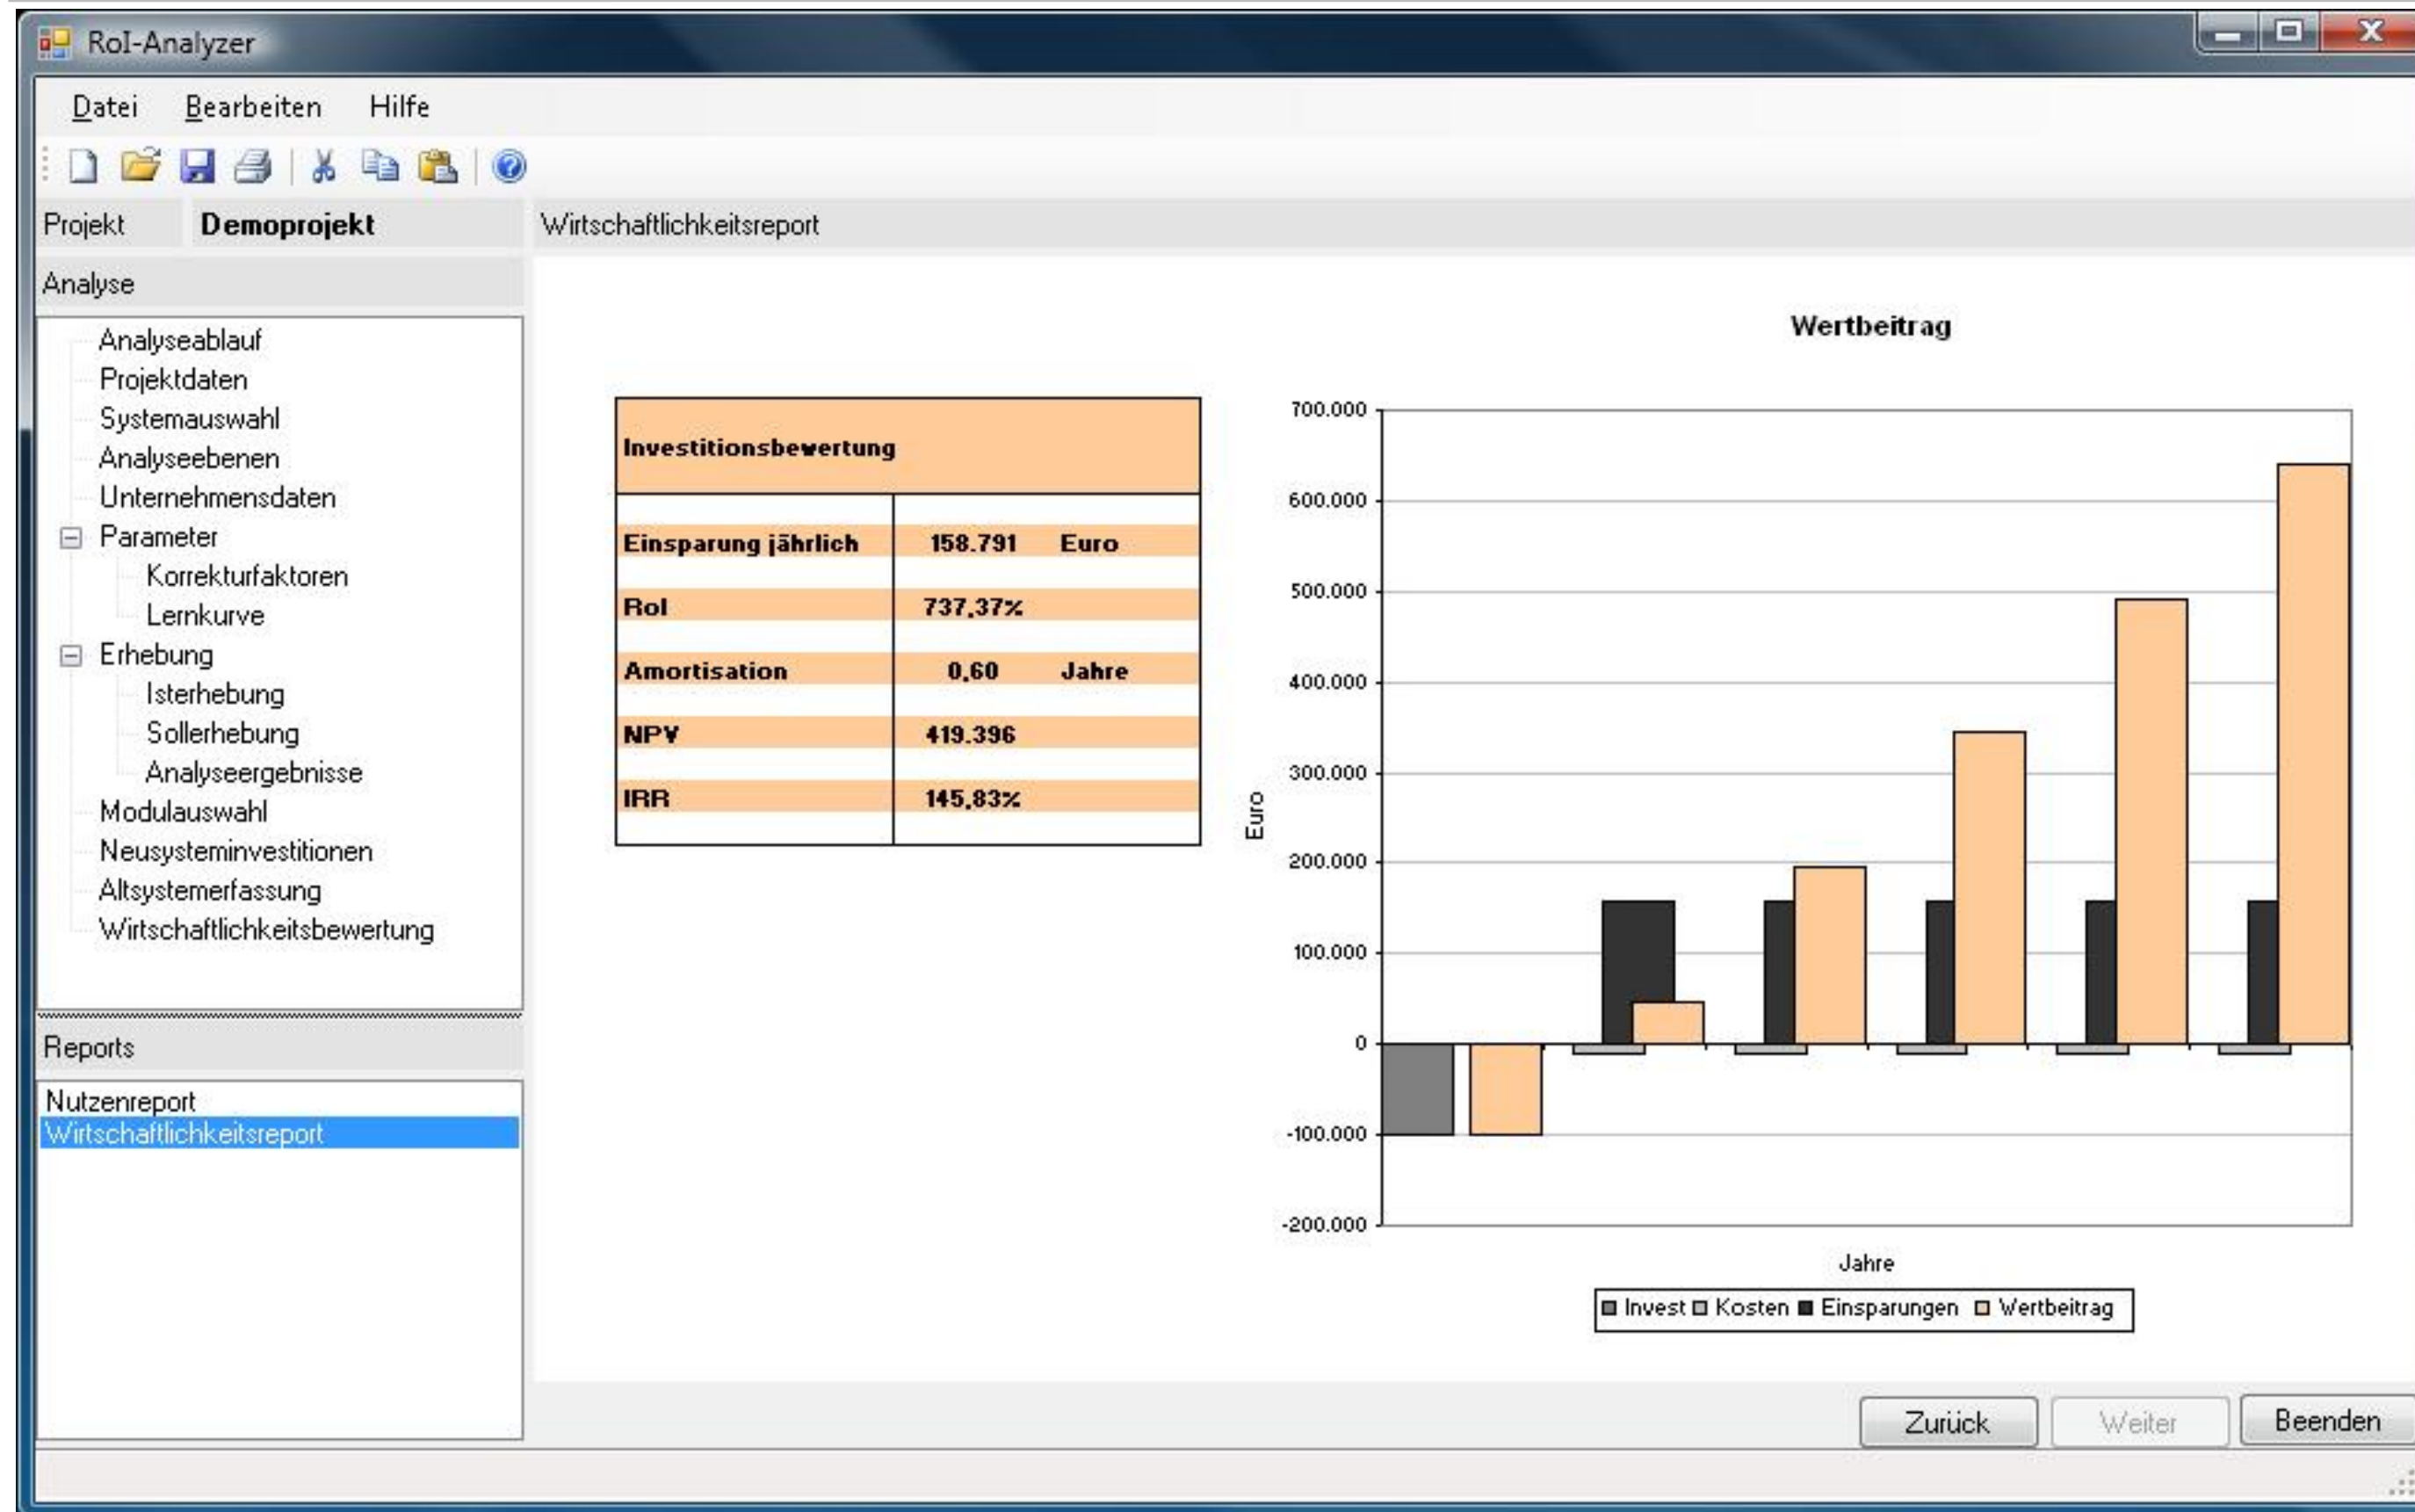 RoI-Analyzer
Datei Bearbeiten Hilfe
Projekt Demoprojekt Wirtschaftlichkeitsreport
Analyse
Analyseablauf
Projektdaten
Systemauswahl
Analyseebenen
Unternehmensdaten
Parameter
Korrekturfaktoren
Lernkurve
Erhebung
Isterhebung
Sollerhebung
Analyseergebnisse
Modulauswahl
Neusysteminvestitionen
Altsystemerfassung
Wirtschaftlichkeitsbewertung
Reports
Nutzenreport
Wirtschaftlichkeitsreport
Investitionsbewertung
Einsparung jährlich 158.791 Euro
RoI 737,37%
Amortisation 0,60 Jahre
NPV 419.396
IRR 145,83%
Wertbeitrag
700.000
600.000
500.000
400.000
300.000
200.000
100.000
0
-100.000
-200.000
Euro
Jahre
Invest Kosten Einsparungen Wertbeitrag
Zurück Weiter Beenden